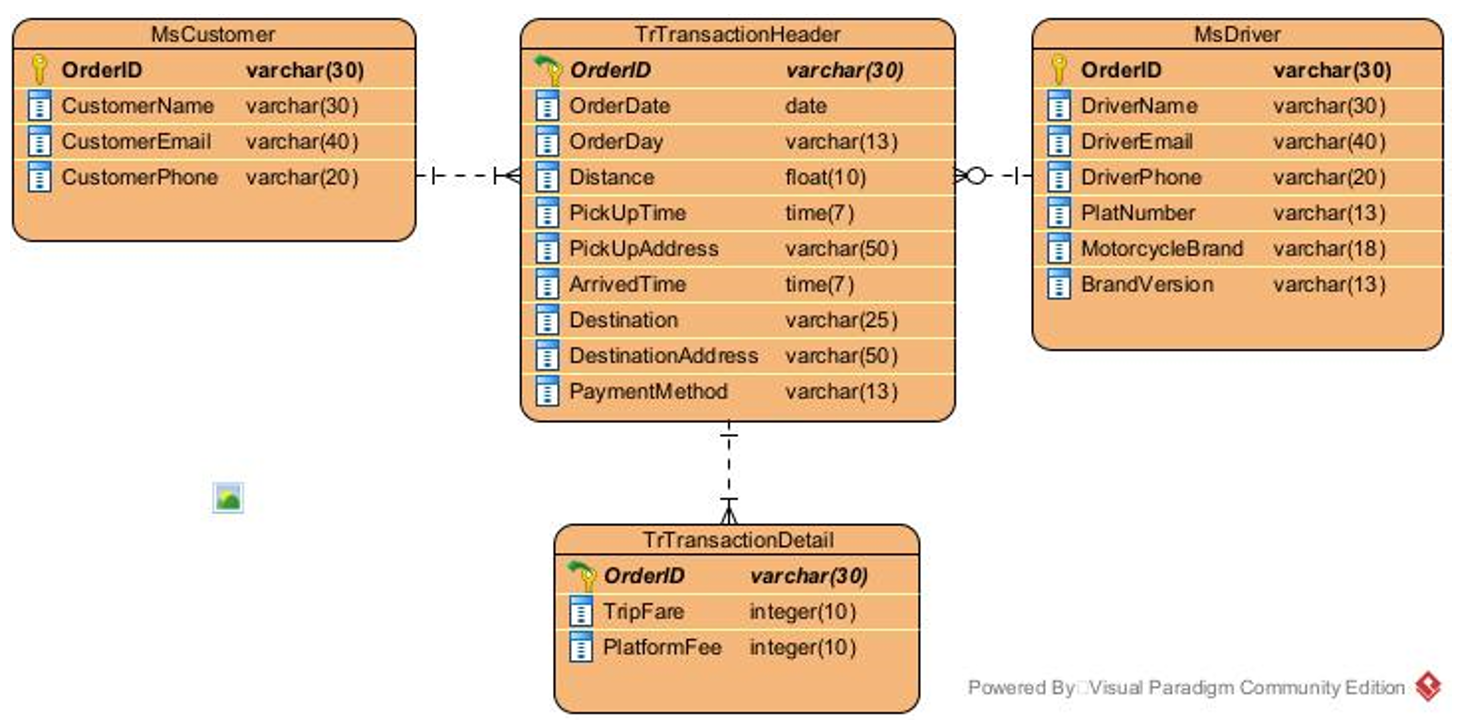 MsCustomer
OrderID varchar(30)
CustomerName varchar(30)
CustomerEmail varchar(40)
CustomerPhone varchar(20)
TrTransactionHeader
OrderID varchar(30)
OrderDate date
OrderDay varchar(13)
Distance float(10)
PickUpTime time(7)
PickUpAddress varchar(50)
ArrivedTime time(7)
Destination varchar(25)
DestinationAddress varchar(50)
PaymentMethod varchar(13)
MsDriver
OrderID varchar(30)
DriverName varchar(30)
DriverEmail varchar(40)
DriverPhone varchar(20)
PlatNumber varchar(13)
MotorcycleBrand varchar(18)
BrandVersion varchar(13)
TrTransactionDetail
OrderID varchar(30)
TripFare integer(10)
PlatformFee integer(10)
Powered By Visual Paradigm Community Edition